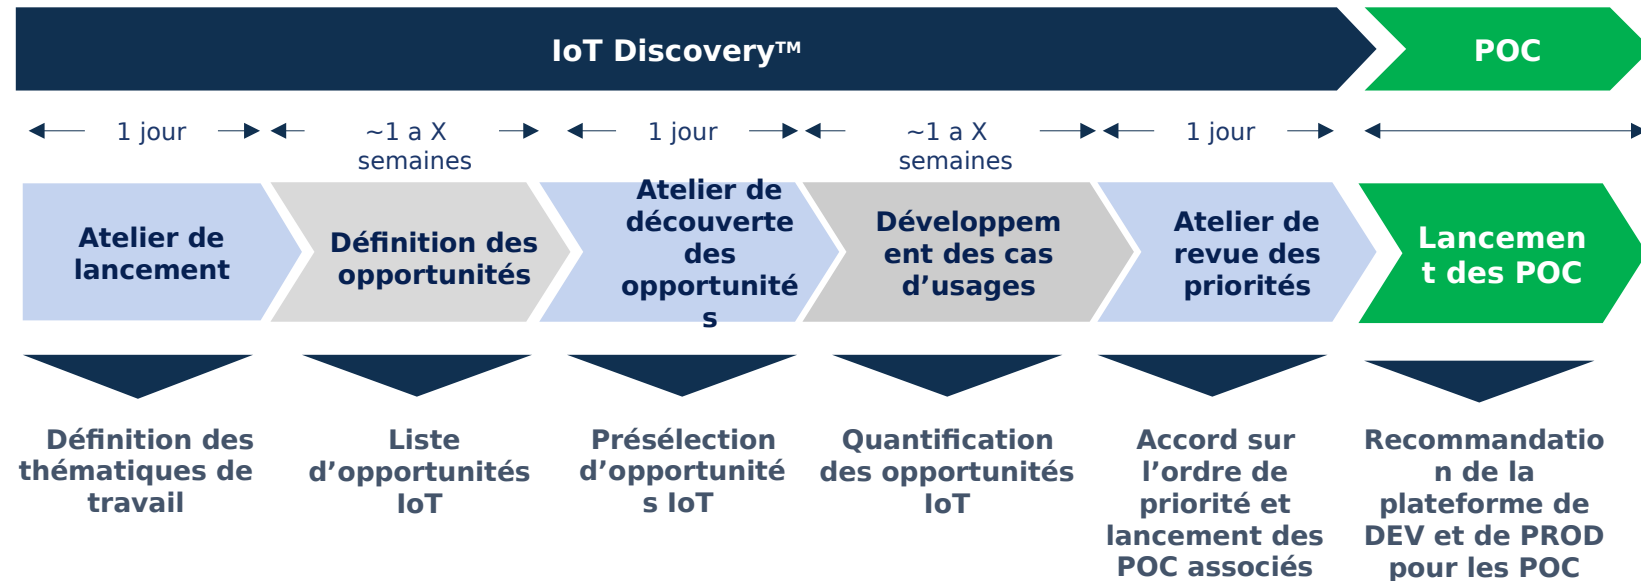 IoT Discovery™
POC
1 jour
~1 a X
semaines
1 jour
~1 a X
semaines
1 jour
Atelier de
lancement
Définition des
opportunités
Atelier de
découverte
des
opportunité
s
Développem
ent des cas
d’usages
Atelier de
revue des
priorités
Lancemen
t des POC
Définition des
thématiques de
travail
Liste
d’opportunités
IoT
Présélection
d’opportunité
s IoT
Quantification
des opportunités
IoT
Accord sur
l’ordre de
priorité et
lancement des
POC associés
Recommandatio
n de la
plateforme de
DEV et de PROD
pour les POC